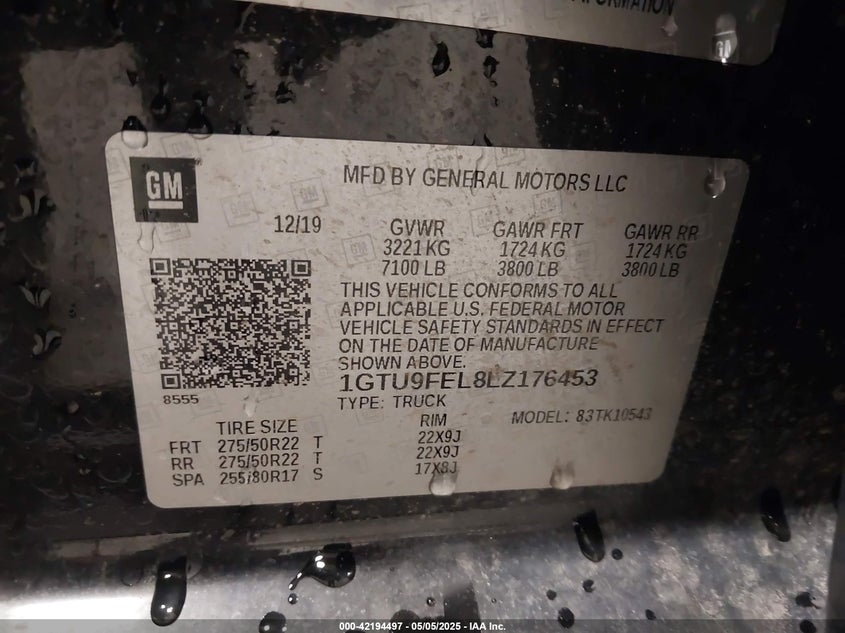 INFORMATION
GM
GM
MFD BY GENERAL MOTORS LLC
12/19
GVWR GAWR FRT GAWR RR
3221 KG 1724 KG 1724 KG
7100 LB 3800 LB 3800 LB
THIS VEHICLE CONFORMS TO ALL
APPLICABLE U.S. FEDERAL MOTOR
VEHICLE SAFETY STANDARDS IN EFFECT
ON THE DATE OF MANUFACTURE
SHOWN ABOVE.
1GTU9FEL8LZ176453
8555
TYPE: TRUCK
MODEL: 83TK10543
TIRE SIZE RIM
FRT 275/50R22 T 22X9J
RR 275/50R22 T 22X9J
SPA 255/80R17 S 17X8J
000-42194497 - 05/05/2025 - IAA Inc.